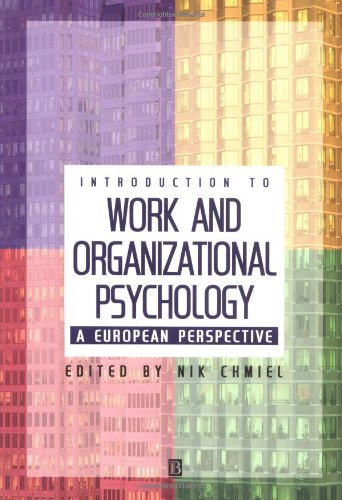 INTRODUCTION TO
WORK AND
ORGANIZATIONAL
PSYCHOLOGY
A EUROPEAN PERSPECTIVE
EDITED BY NIK CHMIEL
B